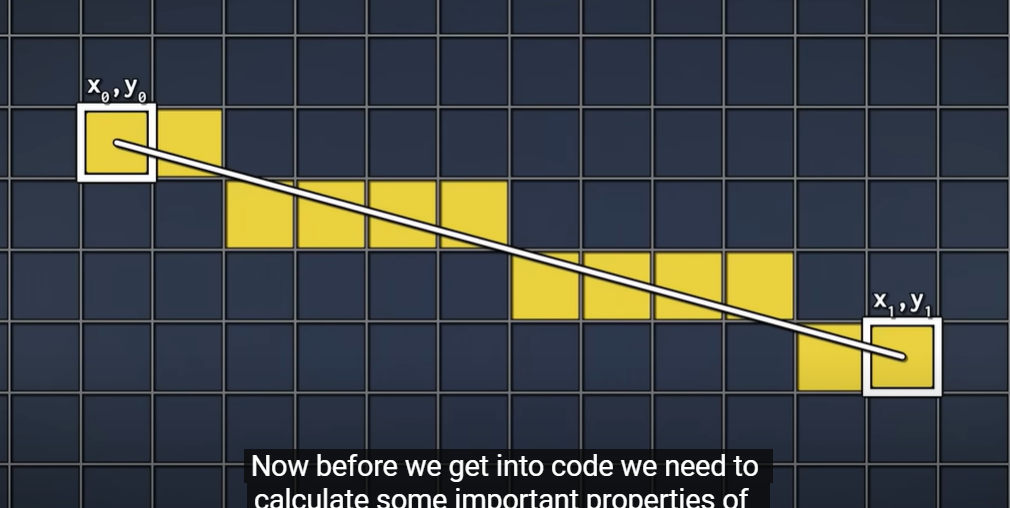 x₀,y₀
x₁,y₁
Now before we get into code we need to
calculate some important properties of